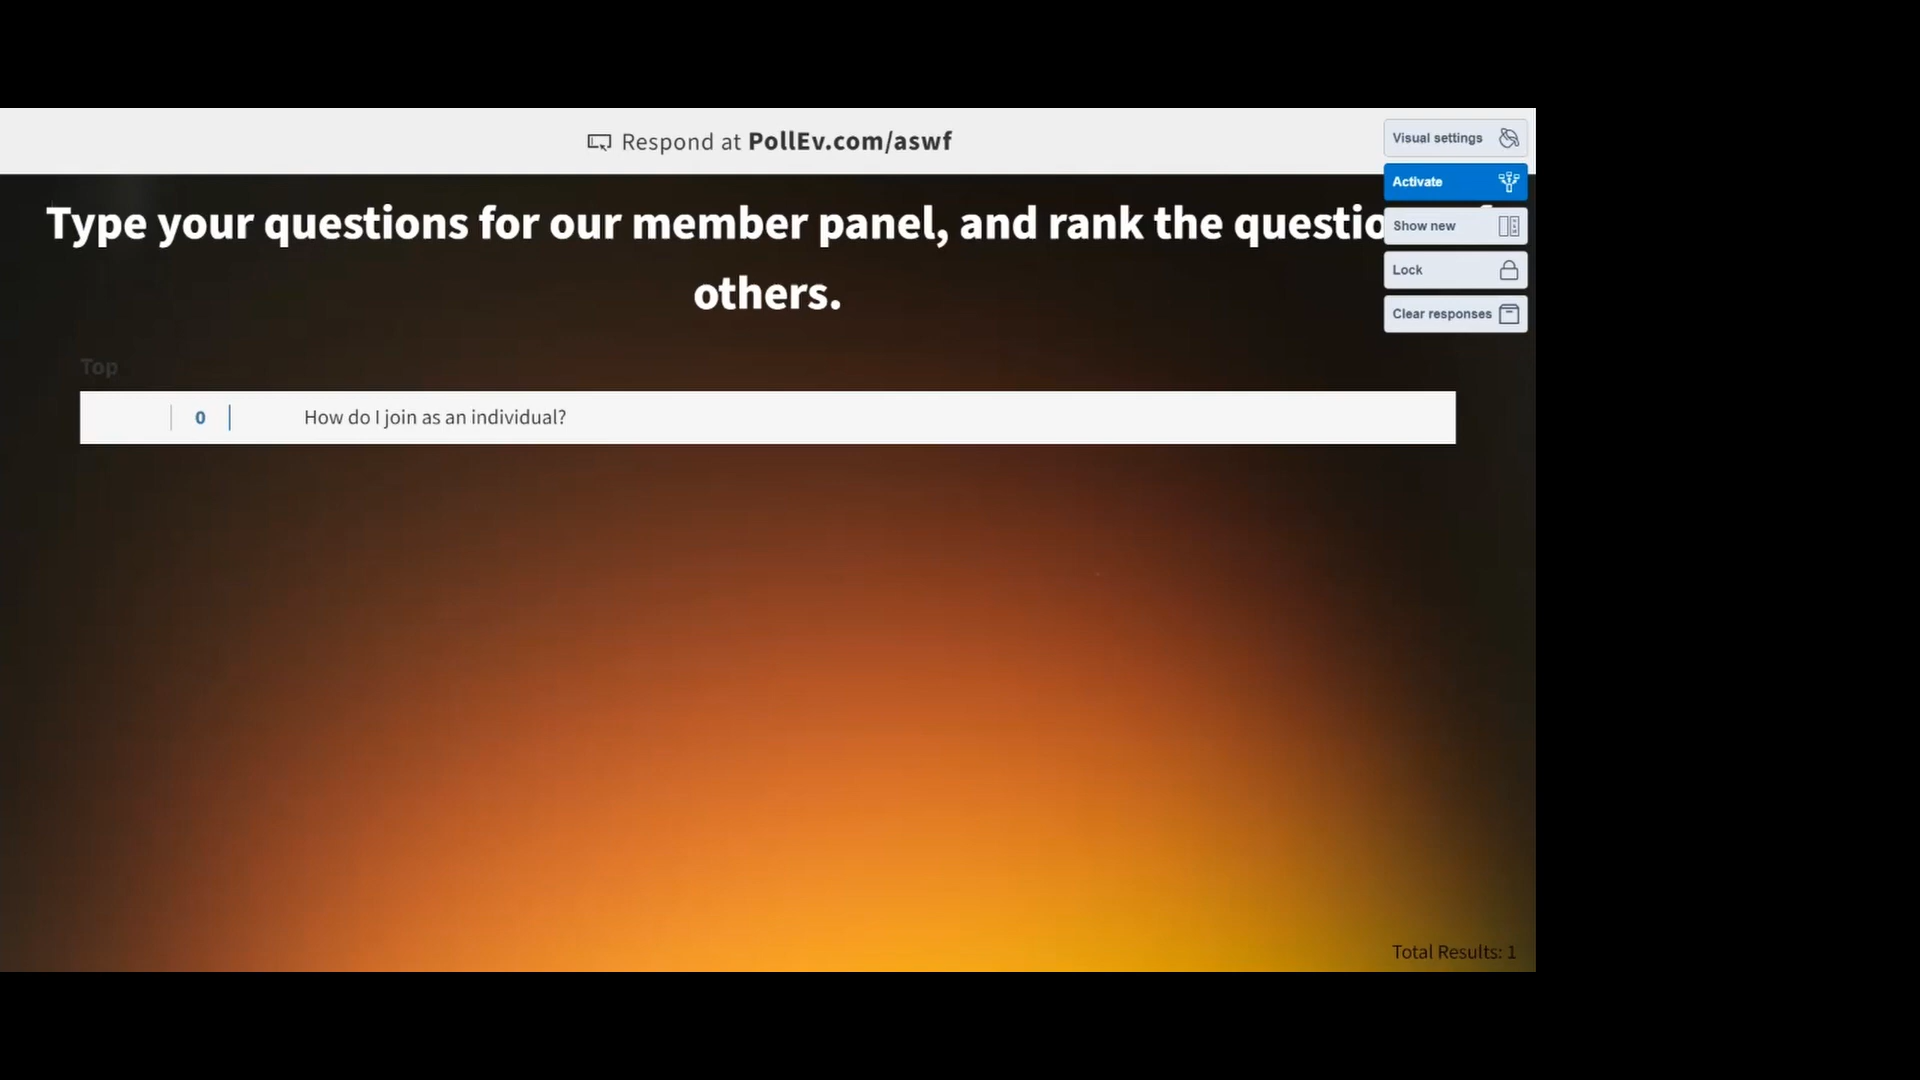 Respond at PollEv.com/aswf
Visual settings
Activate
Type your questions for our member panel, and rank the questio
Show new
others.
Lock
Clear responses
Top
0 How do I join as an individual?
Total Results: 1